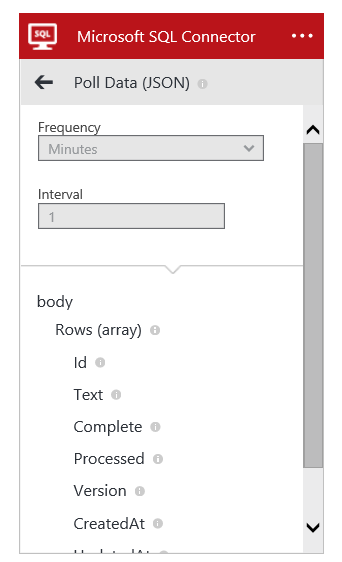 SQL
Microsoft SQL Connector
Poll Data (JSON)
Frequency
Minutes
Interval
1
body
Rows (array)
Id
Text
Complete
Processed
Version
CreatedAt
UpdatedAt